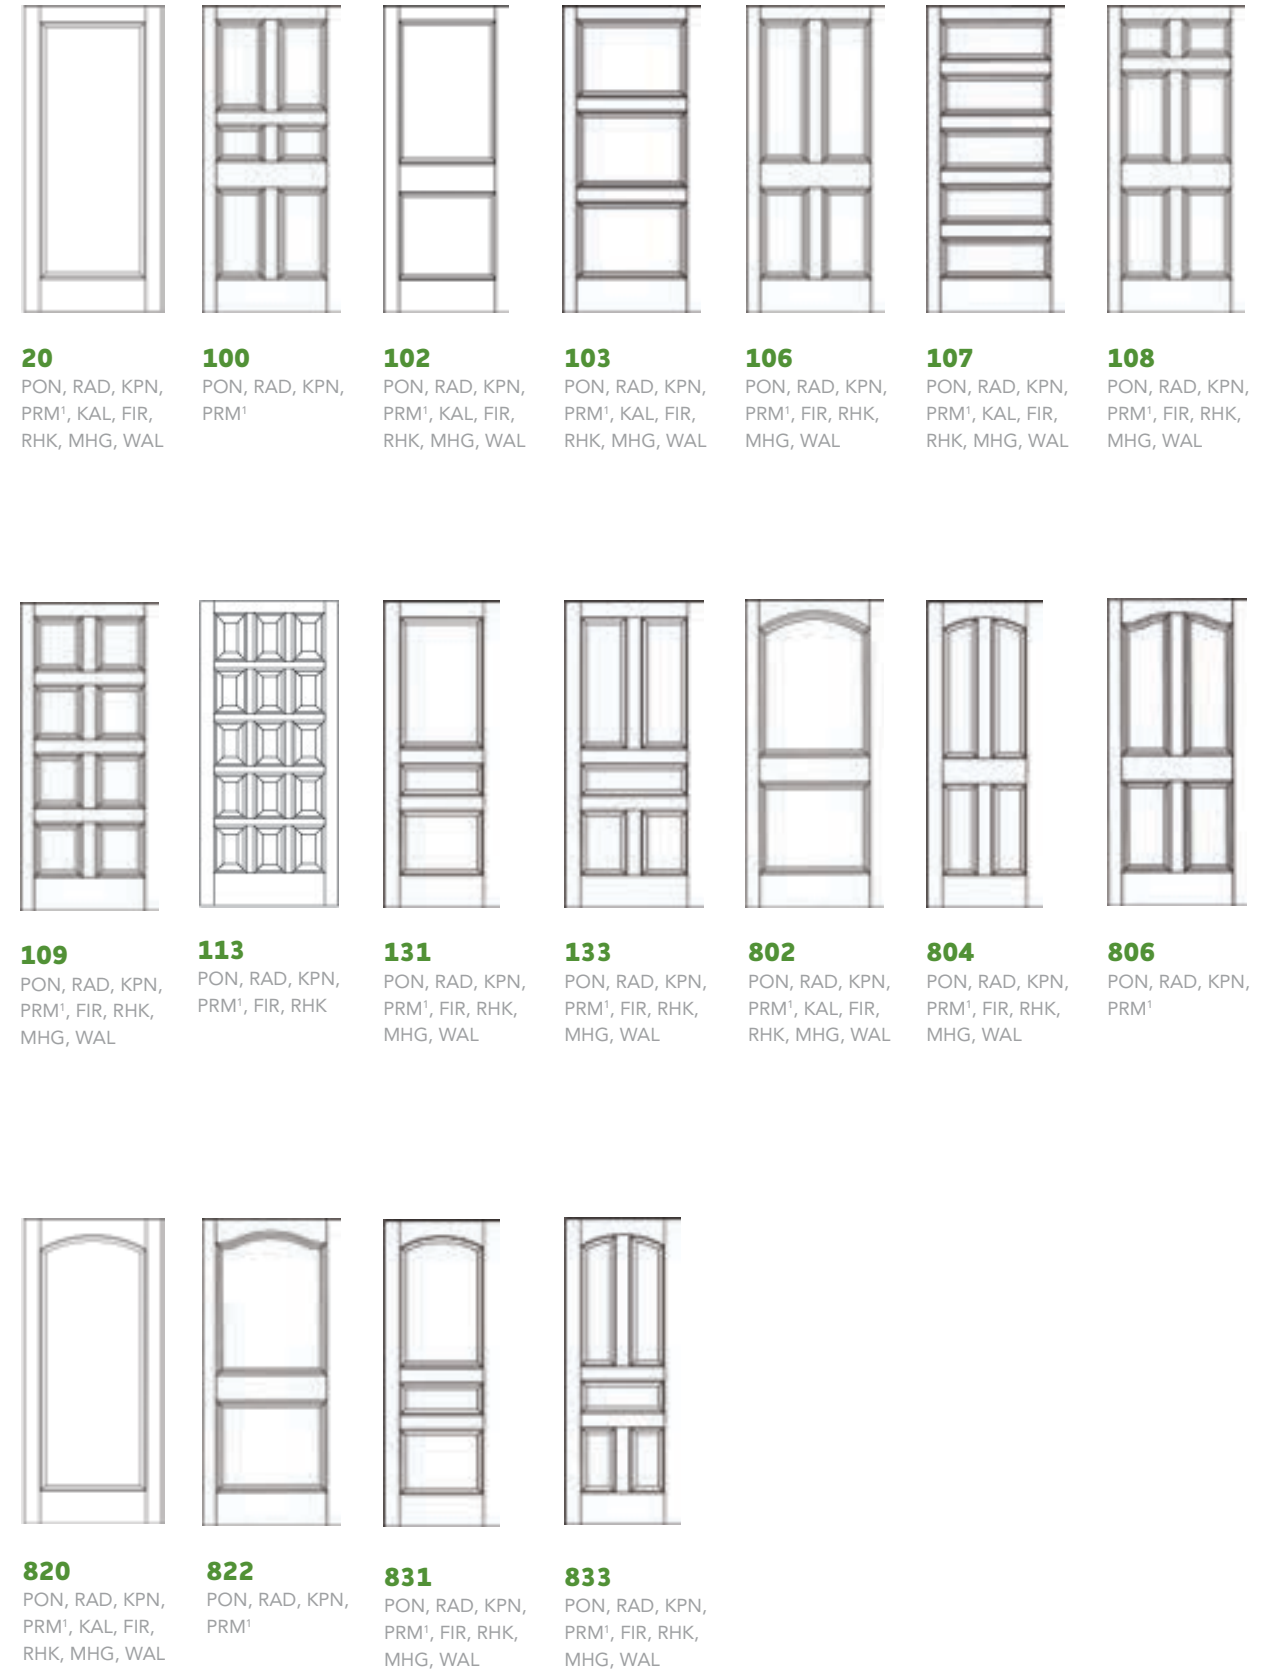 20
PON, RAD, KPN,
PRM¹, KAL, FIR,
RHK, MHG, WAL
100
PON, RAD, KPN,
PRM¹
102
PON, RAD, KPN,
PRM¹, KAL, FIR,
RHK, MHG, WAL
103
PON, RAD, KPN,
PRM¹, KAL, FIR,
RHK, MHG, WAL
106
PON, RAD, KPN,
PRM¹, FIR, RHK,
MHG, WAL
107
PON, RAD, KPN,
PRM¹, KAL, FIR,
RHK, MHG, WAL
108
PON, RAD, KPN,
PRM¹, FIR, RHK,
MHG, WAL
109
PON, RAD, KPN,
PRM¹, FIR, RHK,
MHG, WAL
113
PON, RAD, KPN,
PRM¹, FIR, RHK
131
PON, RAD, KPN,
PRM¹, FIR, RHK,
MHG, WAL
133
PON, RAD, KPN,
PRM¹, FIR, RHK,
MHG, WAL
802
PON, RAD, KPN,
PRM¹, KAL, FIR,
RHK, MHG, WAL
804
PON, RAD, KPN,
PRM¹, FIR, RHK,
MHG, WAL
806
PON, RAD, KPN,
PRM¹
820
PON, RAD, KPN,
PRM¹, KAL, FIR,
RHK, MHG, WAL
822
PON, RAD, KPN,
PRM¹
831
PON, RAD, KPN,
PRM¹, FIR, RHK,
MHG, WAL
833
PON, RAD, KPN,
PRM¹, FIR, RHK,
MHG, WAL